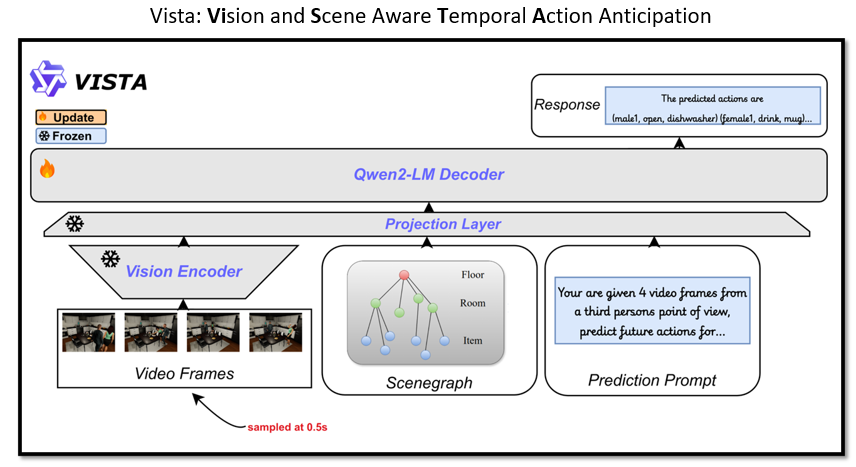 Vista: Vision and Scene Aware Temporal Action Anticipation
VISTA
Update
Frozen
Response
The predicted actions are
(male1, open, dishwasher) (female1, drink, mug)...
Qwen2-LM Decoder
Projection Layer
Vision Encoder
Video Frames
sampled at 0.5s
Floor
Room
Item
Scenegraph
Your are given 4 video frames from
a third persons point of view,
predict future actions for...
Prediction Prompt